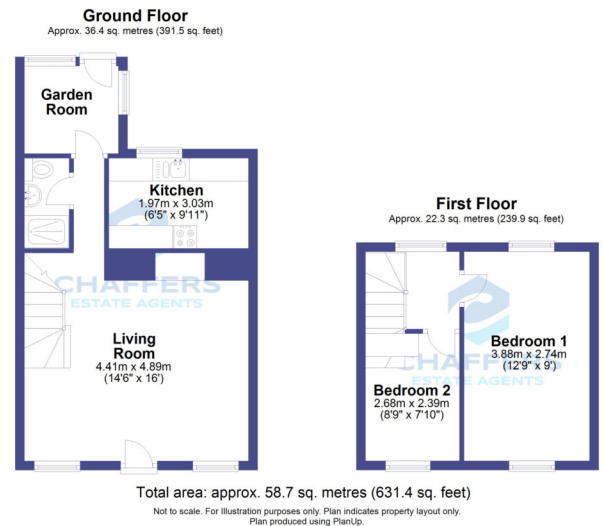 Ground Floor
Approx. 36.4 sq. metres (391.5 sq. feet)
Garden
Room
Kitchen
1.97m x 3.03m
(6'5" x 9'11")
CHAFFERS
ESTATE AGENTS
Living
Room
4.41m x 4.89m
(14'6" x 16')
First Floor
Approx. 22.3 sq. metres (239.9 sq. feet)
Bedroom 1
3.88m x 2.74m
(12'9" x 9')
CHAFFERS
ESTATE AGENTS
Bedroom 2
2.68m x 2.39m
(8'9" x 7'10")
Total area: approx. 58.7 sq. metres (631.4 sq. feet)
Not to scale. For Illustration purposes only. Plan indicates property layout only.
Plan produced using PlanUp.